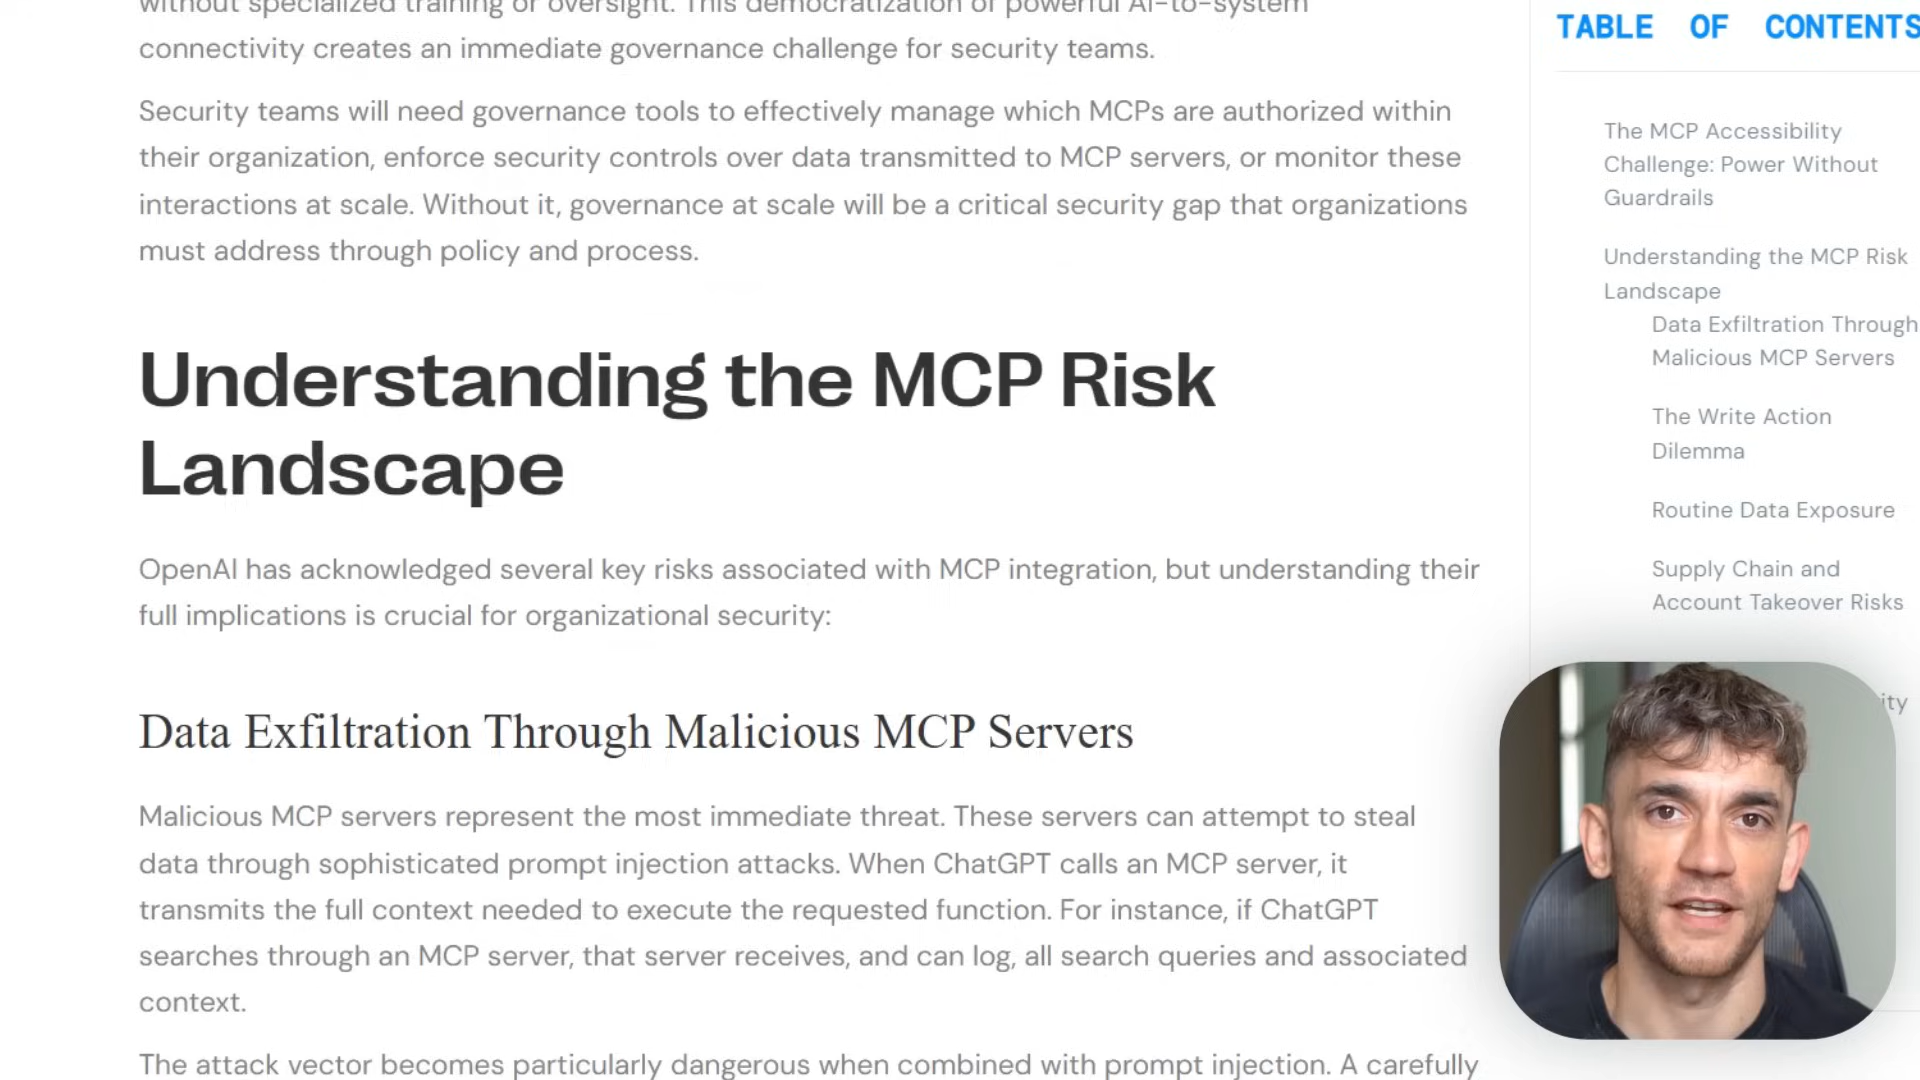 without specialized training or oversight. This democratization of powerful AI-to-system
connectivity creates an immediate governance challenge for security teams.
Security teams will need governance tools to effectively manage which MCPs are authorized within
their organization, enforce security controls over data transmitted to MCP servers, or monitor these
interactions at scale. Without it, governance at scale will be a critical security gap that organizations
must address through policy and process.
Understanding the MCP Risk
Landscape
OpenAI has acknowledged several key risks associated with MCP integration, but understanding their
full implications is crucial for organizational security:
Data Exfiltration Through Malicious MCP Servers
Malicious MCP servers represent the most immediate threat. These servers can attempt to steal
data through sophisticated prompt injection attacks. When ChatGPT calls an MCP server, it
transmits the full context needed to execute the requested function. For instance, if ChatGPT
searches through an MCP server, that server receives, and can log, all search queries and associated
context.
The attack vector becomes particularly dangerous when combined with prompt injection. A carefully
TABLE OF CONTENTS
The MCP Accessibility
Challenge: Power Without
Guardrails
Understanding the MCP Risk
Landscape
Data Exfiltration Through
Malicious MCP Servers
The Write Action
Dilemma
Routine Data Exposure
Supply Chain and
Account Takeover Risks